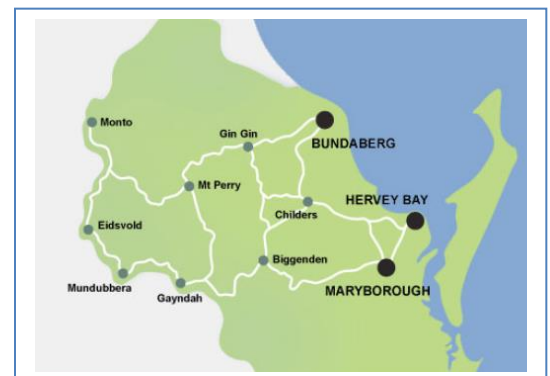 Monto
Gin Gin
BUNDABERG
Mt Perry
HERVEY BAY
Childers
Eidsvold
Biggenden
Mundubbera
Gayndah
MARYBOROUGH